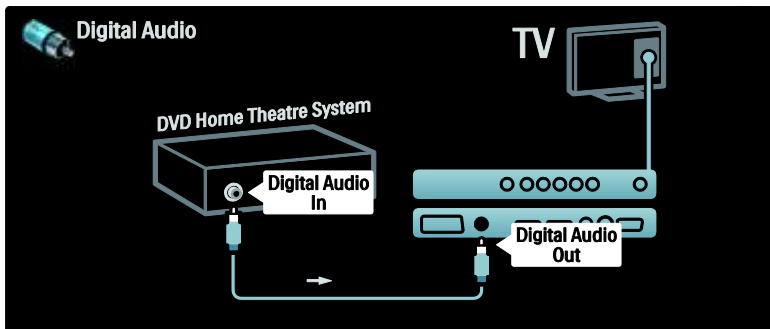 Digital Audio
TV
DVD Home Theatre System
Digital Audio
In
Digital Audio
Out